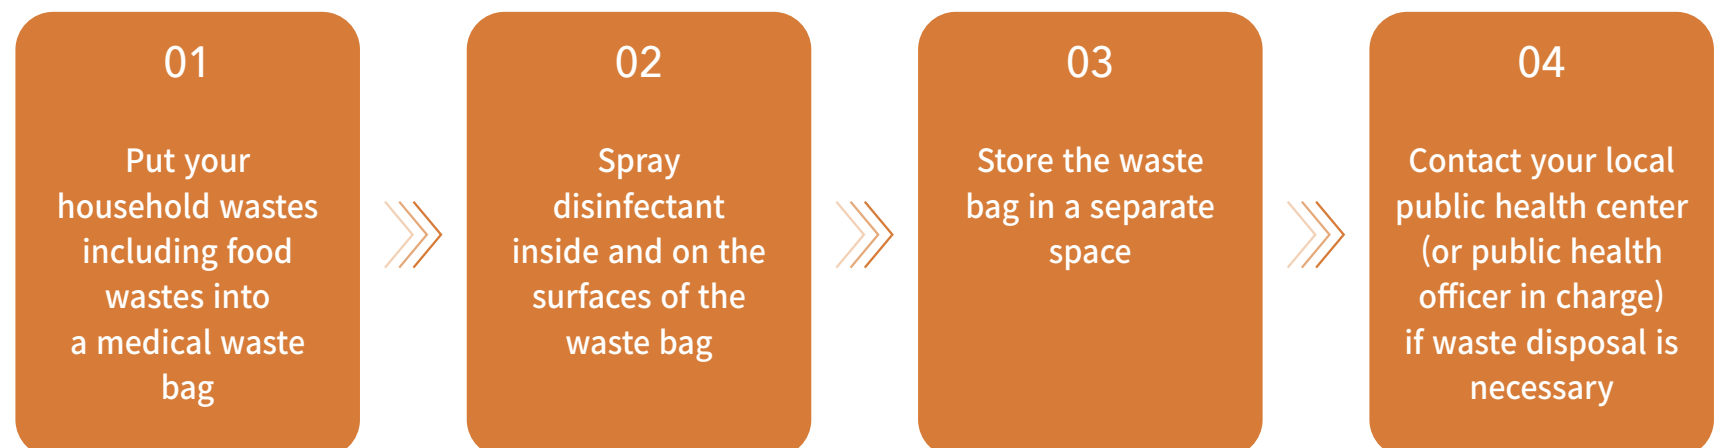 01
Put your
household wastes
including food
wastes into
a medical waste
bag
02
Spray
disinfectant
inside and on the
surfaces of the
waste bag
03
Store the waste
bag in a separate
space
04
Contact your local
public health center
(or public health
officer in charge)
if waste disposal is
necessary